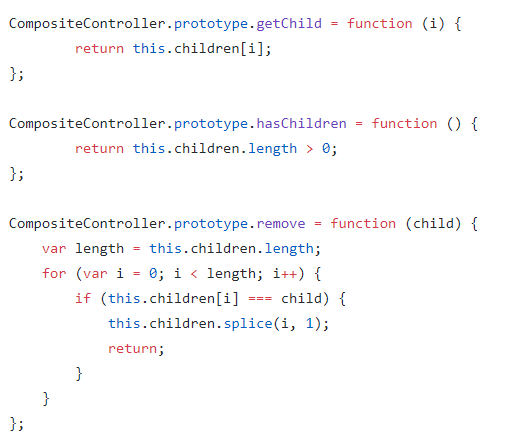 CompositeController.prototype.getChild = function (i) {
        return this.children[i];
};

CompositeController.prototype.hasChildren = function () {
        return this.children.length > 0;
};

CompositeController.prototype.remove = function (child) {
    var length = this.children.length;
    for (var i = 0; i < length; i++) {
        if (this.children[i] === child) {
            this.children.splice(i, 1);
            return;
        }
    }
};